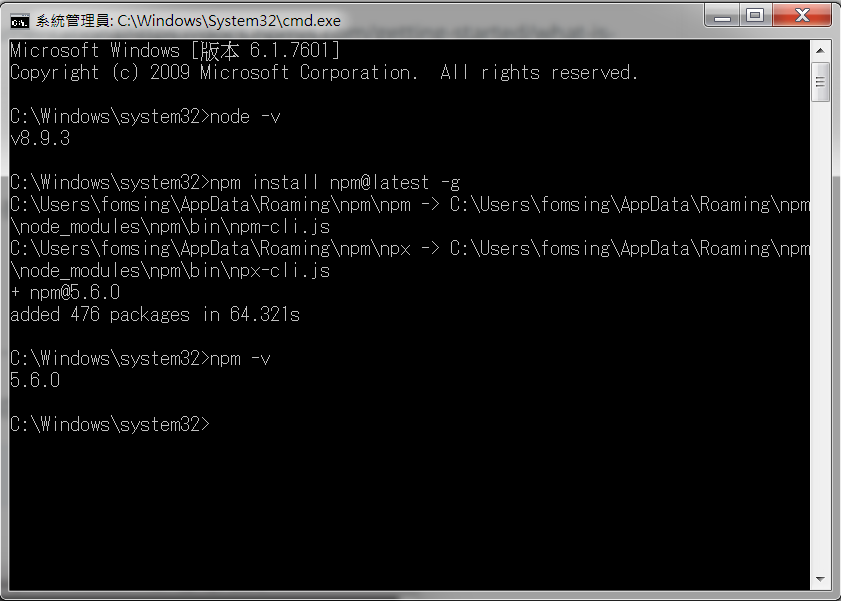 系統管理員: C:\Windows\System32\cmd.exe
Microsoft Windows [版本 6.1.7601]
Copyright (c) 2009 Microsoft Corporation.  All rights reserved.
C:\Windows\system32>node -v
v8.9.3
C:\Windows\system32>npm install npm@latest -g
C:\Users\fomsing\AppData\Roaming\npm\npm -> C:\Users\fomsing\AppData\Roaming\npm
\node_modules\npm\bin\npm-cli.js
C:\Users\fomsing\AppData\Roaming\npm\npx -> C:\Users\fomsing\AppData\Roaming\npm
\node_modules\npm\bin\npx-cli.js
+ npm@5.6.0
added 476 packages in 64.321s
C:\Windows\system32>npm -v
5.6.0
C:\Windows\system32>